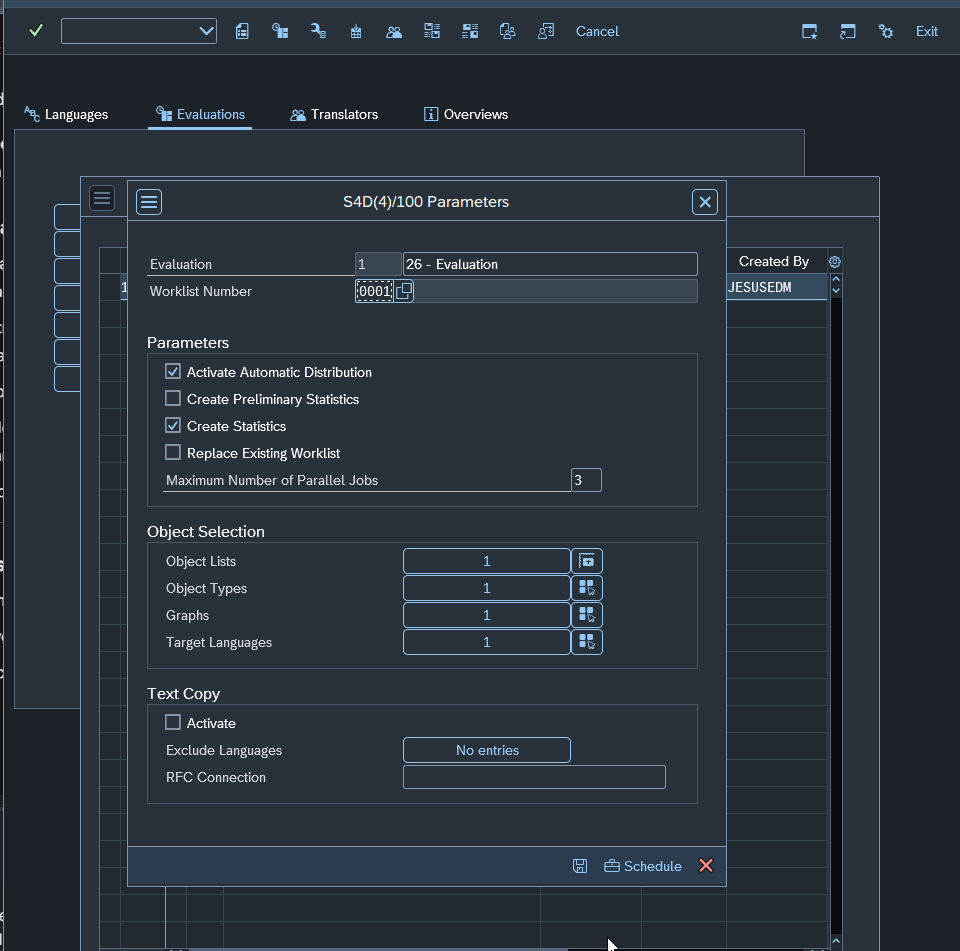 Cancel
Exit
Languages
Evaluations
Translators
Overviews
S4D(4)/100 Parameters
Evaluation 1 26 - Evaluation
Created By
Worklist Number 0001
1
JESUSEDM
Parameters
Activate Automatic Distribution
Create Preliminary Statistics
Create Statistics
Replace Existing Worklist
Maximum Number of Parallel Jobs 3
Object Selection
Object Lists 1
Object Types 1
Graphs 1
Target Languages 1
Text Copy
Activate
Exclude Languages No entries
RFC Connection
Schedule